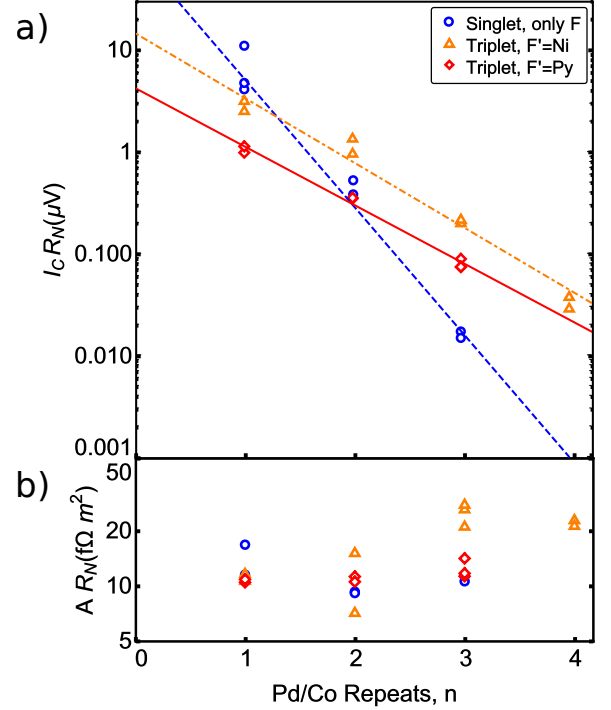 a)
Singlet, only F
Triplet, F'=Ni
Triplet, F'=Py
10
1
0.100
0.010
0.001
I_C R_N(μV)
b)
50
20
10
5
A R_N(fΩ m²)
0 1 2 3 4
Pd/Co Repeats, n